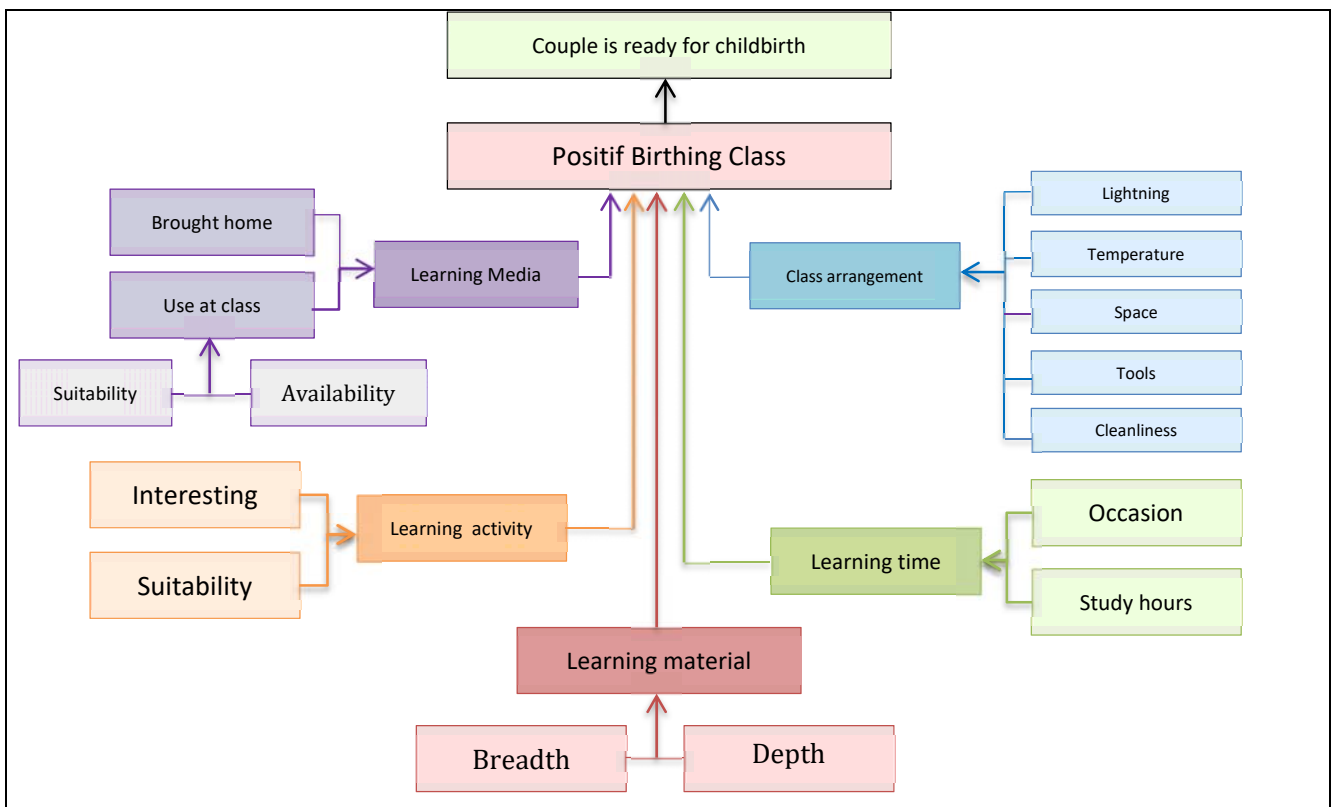 Couple is ready for childbirth
Positif Birthing Class
Brought home
Learning Media
Use at class
Suitability
Availability
Lightning
Temperature
Class arrangement
Space
Tools
Cleanliness
Interesting
Learning activity
Suitability
Occasion
Learning time
Study hours
Learning material
Breadth
Depth